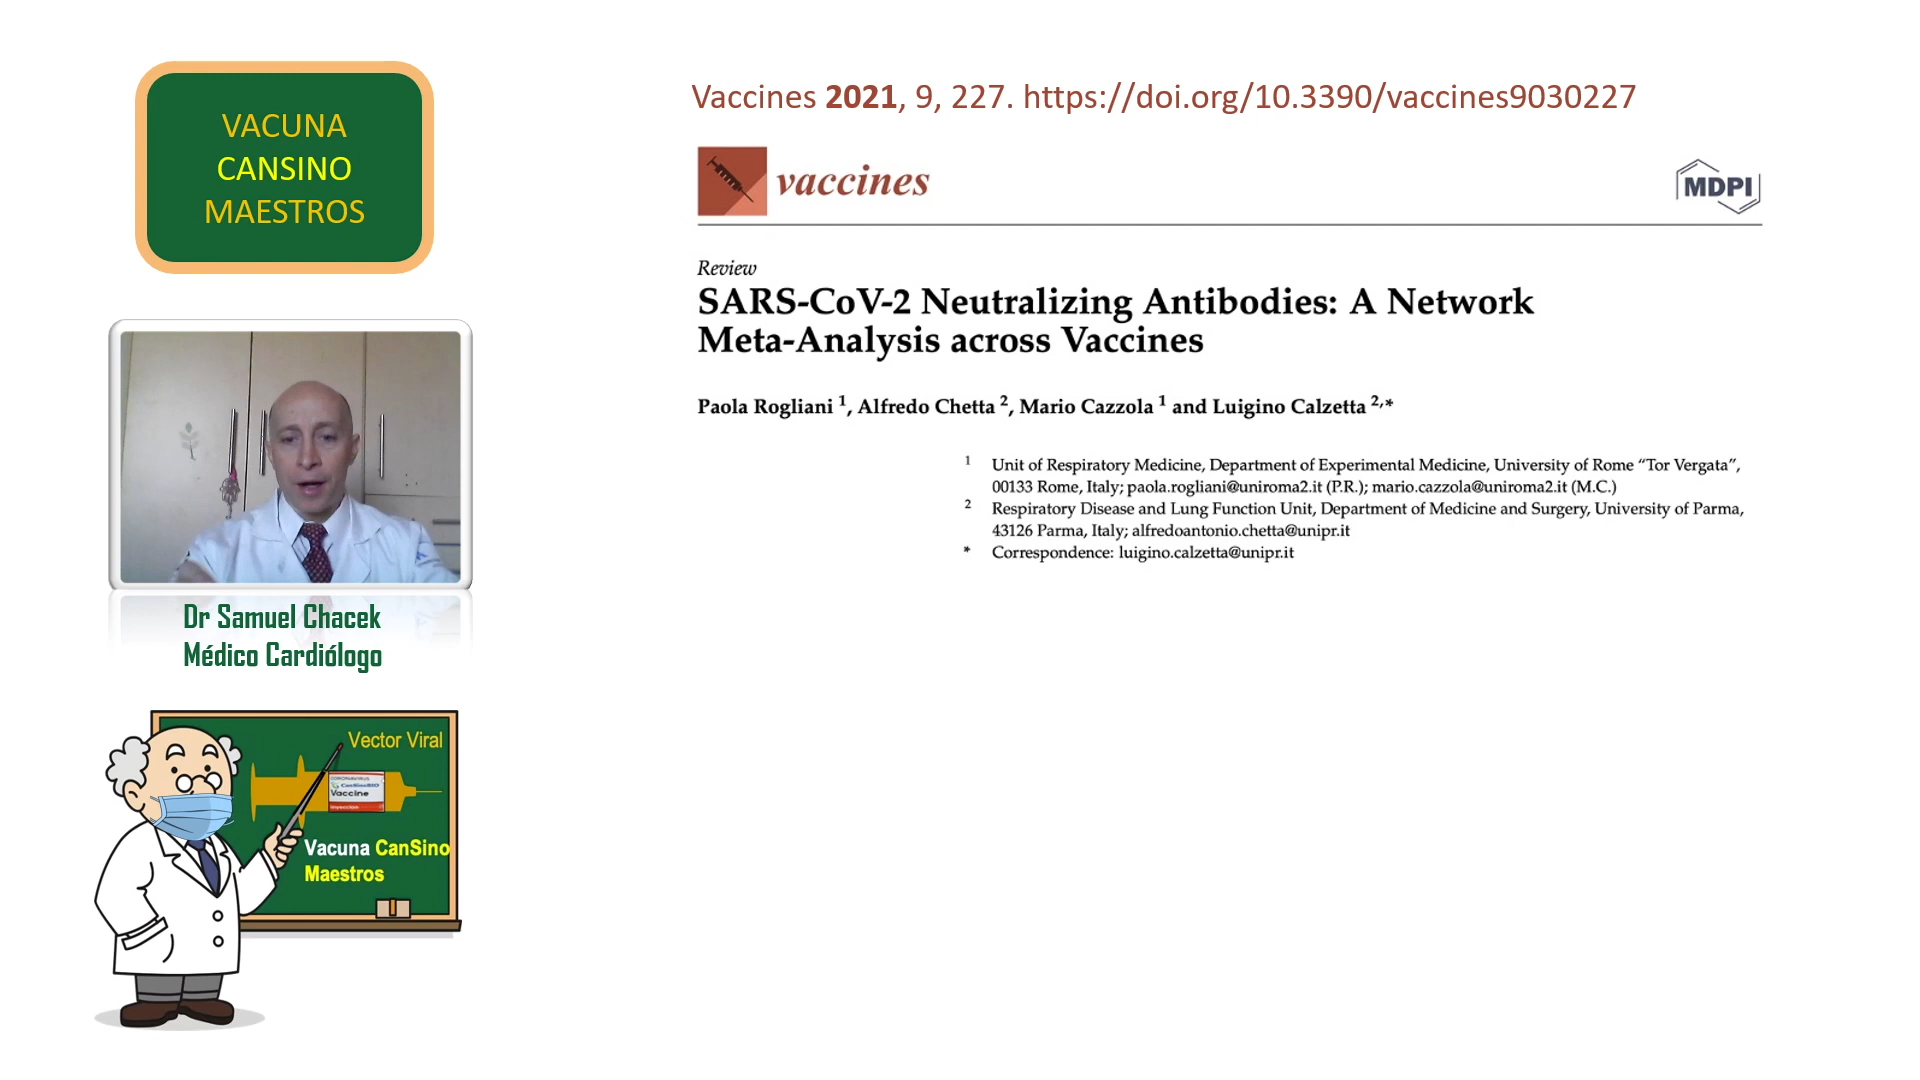 VACUNA
CANSINO
MAESTROS
Dr Samuel Chacek
Médico Cardiólogo
Vector Viral
CORONAVIRUS
CanSinoBIO
Vaccine
Injection
Vacuna CanSino
Maestros
Vaccines 2021, 9, 227. https://doi.org/10.3390/vaccines9030227
vaccines
MDPI
Review
SARS-CoV-2 Neutralizing Antibodies: A Network
Meta-Analysis across Vaccines
Paola Rogliani 1, Alfredo Chetta 2, Mario Cazzola 1 and Luigino Calzetta 2,*
1 Unit of Respiratory Medicine, Department of Experimental Medicine, University of Rome “Tor Vergata”,
00133 Rome, Italy; paola.rogliani@uniroma2.it (P.R.); mario.cazzola@uniroma2.it (M.C.)
2 Respiratory Disease and Lung Function Unit, Department of Medicine and Surgery, University of Parma,
43126 Parma, Italy; alfredoantonio.chetta@unipr.it
* Correspondence: luigino.calzetta@unipr.it